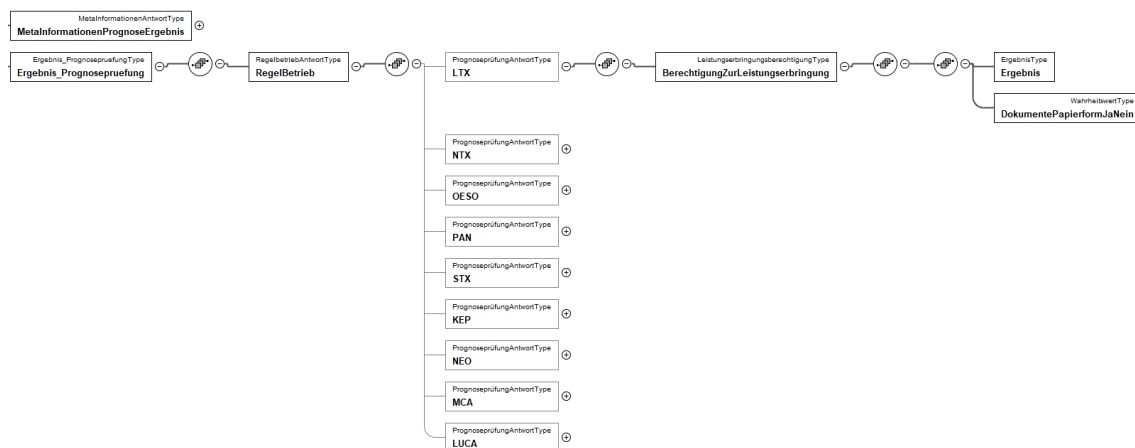 MetaInformationenAntwortType
MetaInformationenPrognoseErgebnis
Ergebnis_PrognosepruefungType
Ergebnis_Prognosepruefung
RegelbetriebAntwortType
RegelBetrieb
PrognoseprüfungAntwortType
LTX
LeistungserbringungsberechtigungType
BerechtigungZurLeistungserbringung
ErgebnisType
Ergebnis
WahrheitswertType
DokumentePapierformJaNein
PrognoseprüfungAntwortType
NTX
PrognoseprüfungAntwortType
OESO
PrognoseprüfungAntwortType
PAN
PrognoseprüfungAntwortType
STX
PrognoseprüfungAntwortType
KEP
PrognoseprüfungAntwortType
NEO
PrognoseprüfungAntwortType
MCA
PrognoseprüfungAntwortType
LUCA